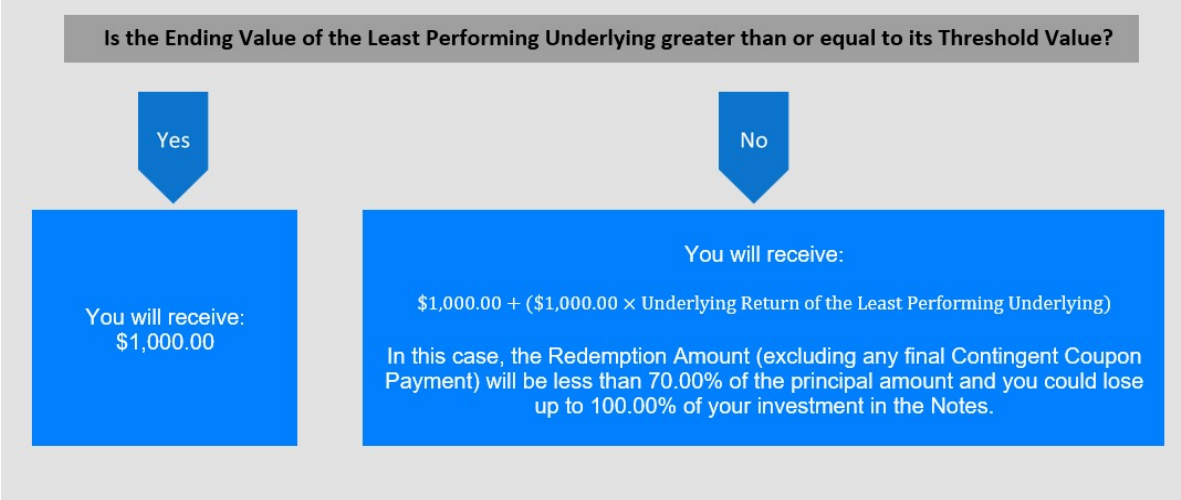 Is the Ending Value of the Least Performing Underlying greater than or equal to its Threshold Value?
Yes
No
You will receive:
$1,000.00
You will receive:
$1,000.00 + ($1,000.00 × Underlying Return of the Least Performing Underlying)
In this case, the Redemption Amount (excluding any final Contingent Coupon
Payment) will be less than 70.00% of the principal amount and you could lose
up to 100.00% of your investment in the Notes.